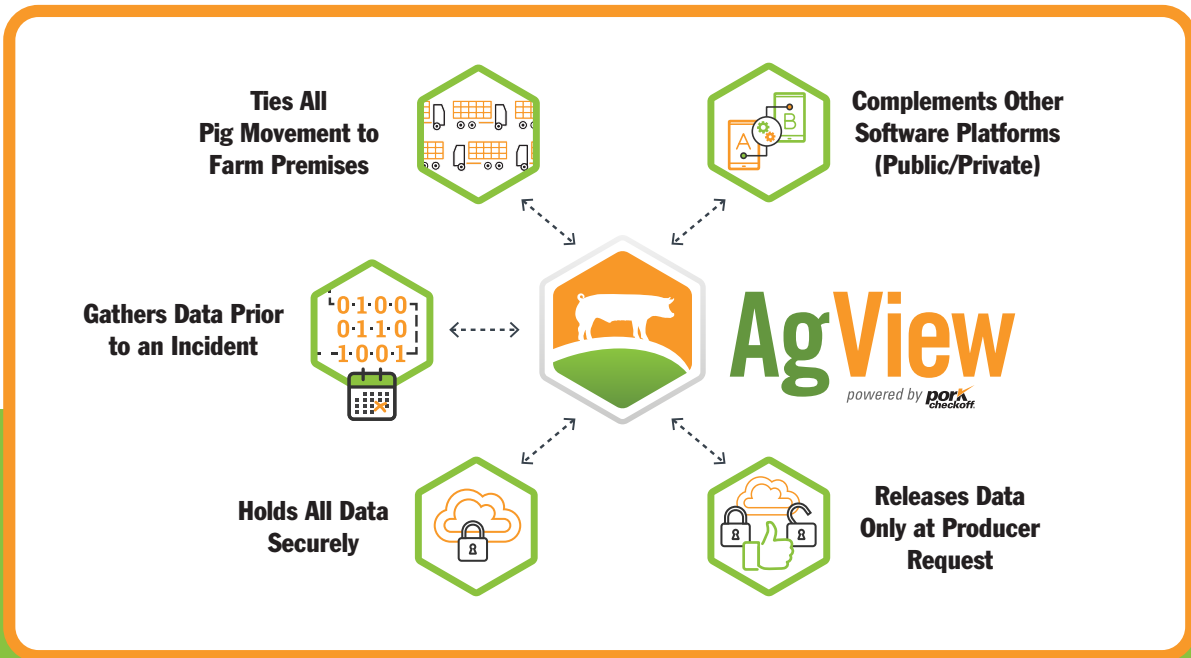 Ties All
Pig Movement to
Farm Premises
Complements Other
Software Platforms
(Public/Private)
A
B
Gathers Data Prior
to an Incident
0 1 0 0
0 1 1 0
1 0 0 1
AgView
powered by pork
checkoff.
Holds All Data
Securely
Releases Data
Only at Producer
Request